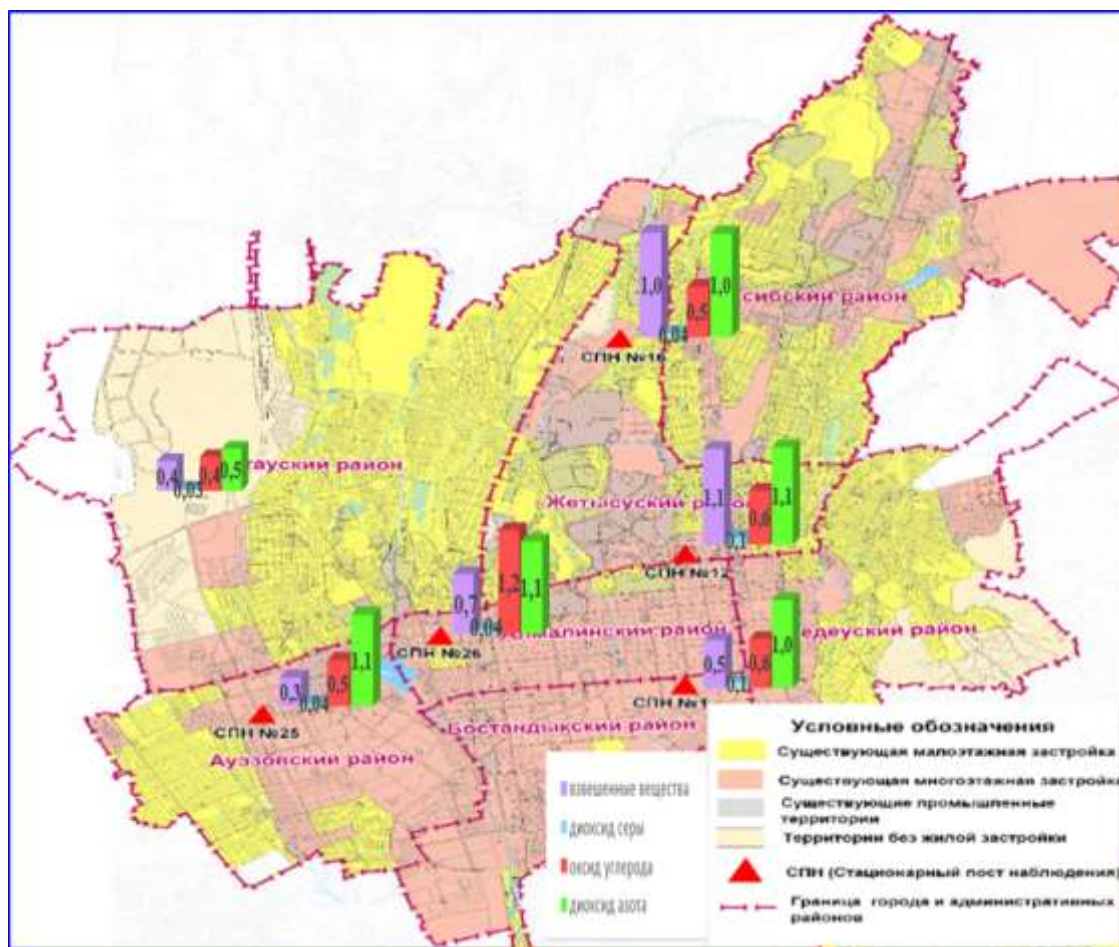 1,0
0,04
0,5
1,0
сибский район
СПН №16
0,4
0,03
0,4
0,5
тауский район
1,1
0,1
0,6
1,1
Жетысуский райо
СПН №12
0,7
0,04
1,2
1,1
лмалинский район
СПН №26
0,5
0,1
0,6
1,0
едеуский район
СПН №1
0,3
0,04
0,5
1,1
СПН №25
Ауэзовский район
Бостандыкский район
взвешенные вещества
диоксид серы
оксид углерода
диоксид азота
Условные обозначения
Существующая малоэтажная застройка
Существующая многоэтажная застройка
Существующие промышленные
территории
Территории без жилой застройки
СПН (Стационарный пост наблюдения)
Граница города и административных
районов